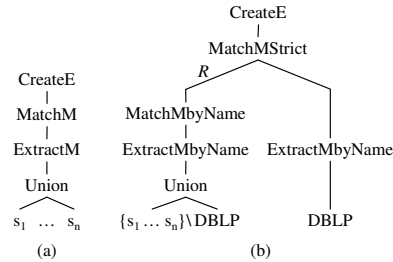 CreateE
MatchM
ExtractM
Union
s1 … sn
(a)
CreateE
MatchMStrict
R
MatchMbyName
ExtractMbyName ExtractMbyName
Union
{s1 … sn}\DBLP DBLP
(b)